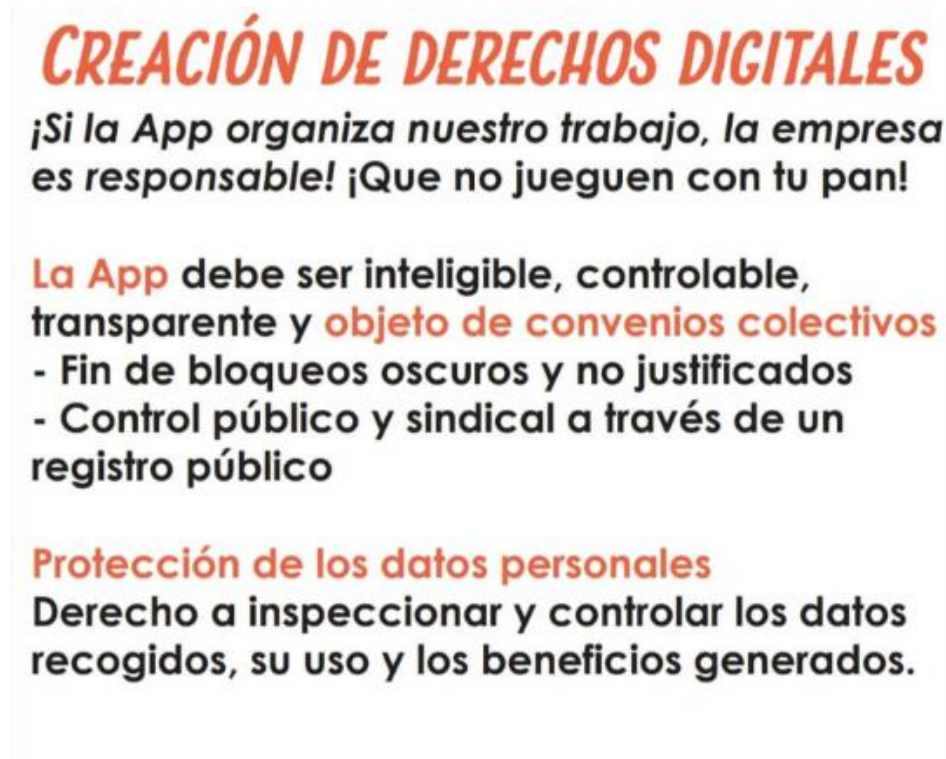 CREACIÓN DE DERECHOS DIGITALES
¡Si la App organiza nuestro trabajo, la empresa
es responsable! ¡Que no jueguen con tu pan!
La App debe ser inteligible, controlable,
transparente y objeto de convenios colectivos
- Fin de bloqueos oscuros y no justificados
- Control público y sindical a través de un
registro público
Protección de los datos personales
Derecho a inspeccionar y controlar los datos
recogidos, su uso y los beneficios generados.